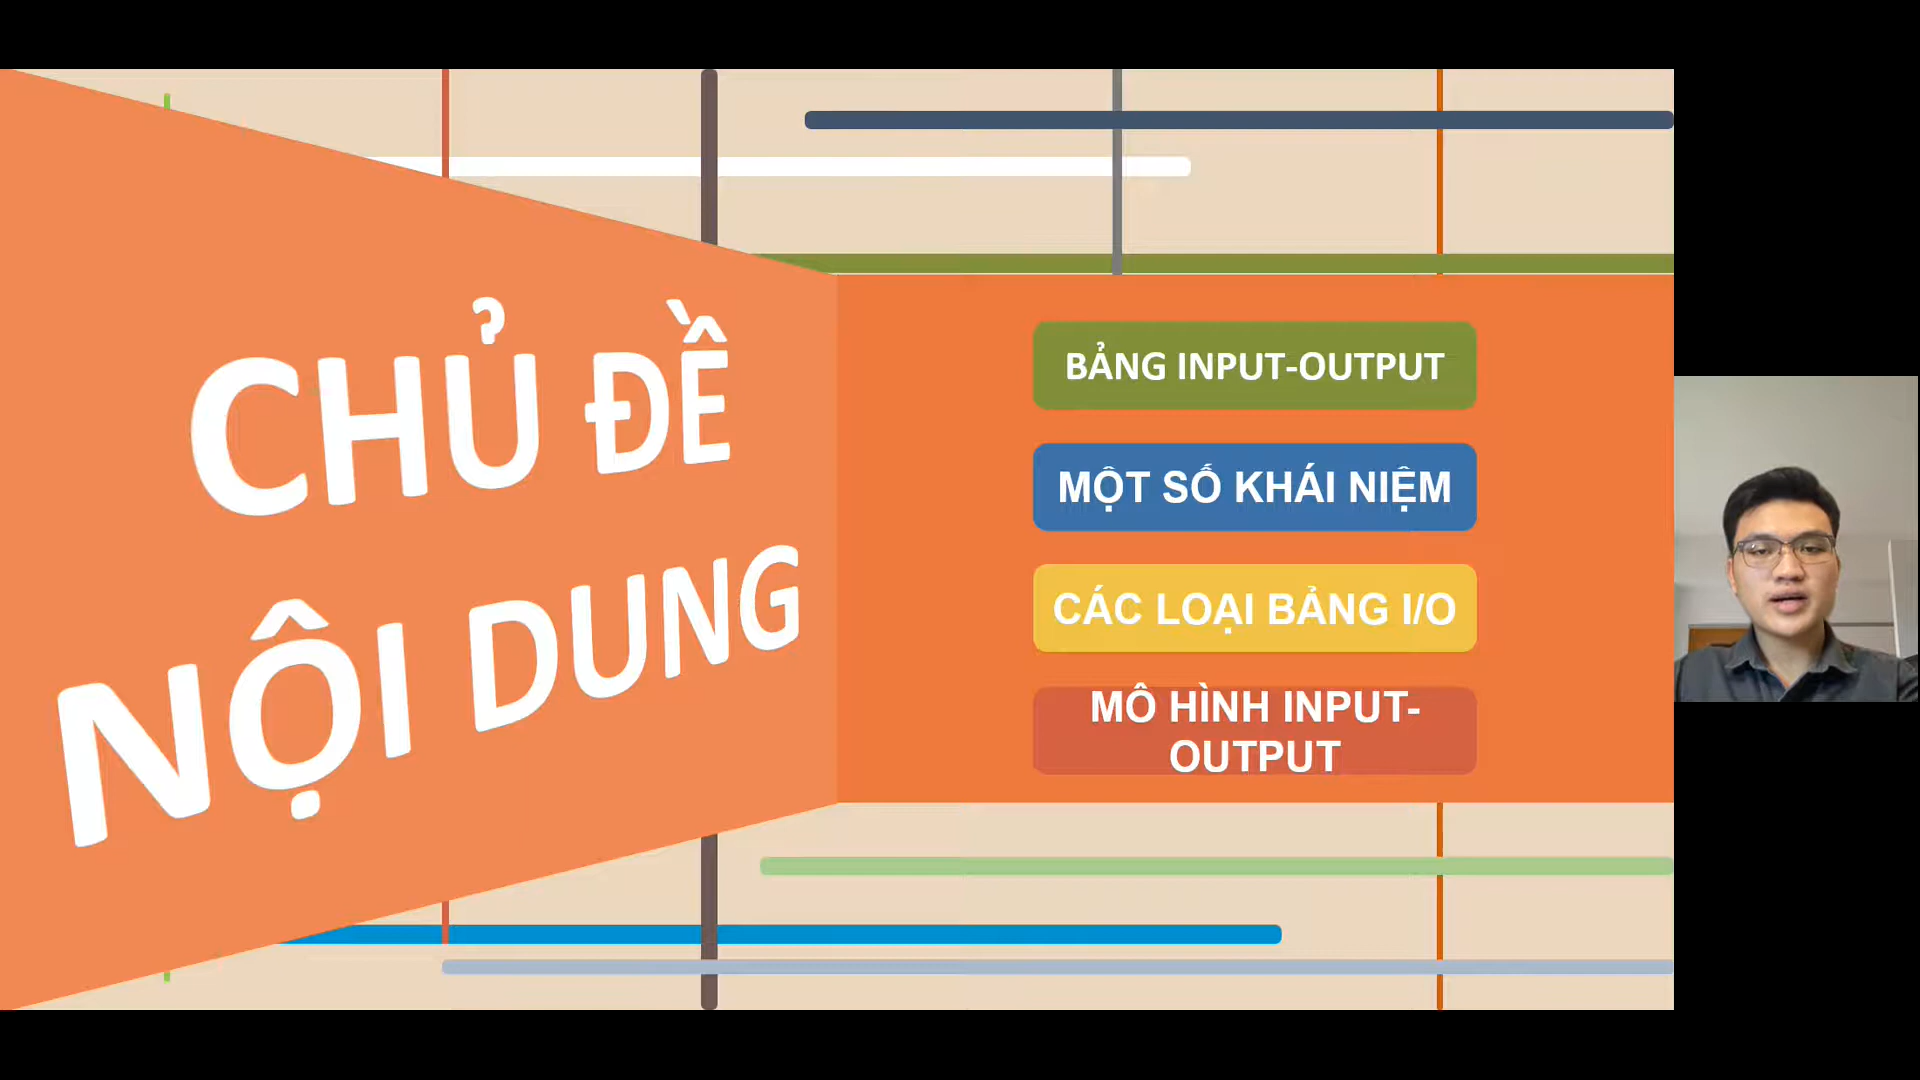 CHỦ ĐỀ
NỘI DUNG
BẢNG INPUT-OUTPUT
MỘT SỐ KHÁI NIỆM
CÁC LOẠI BẢNG I/O
MÔ HÌNH INPUT-
OUTPUT